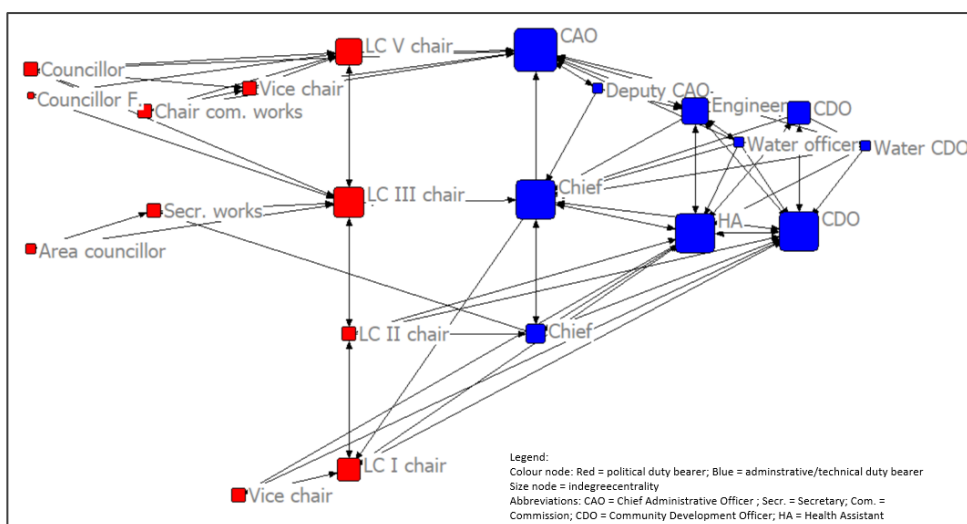 CAO
LC V chair
Councillor
Vice chair
Deputy CAO
Councillor F.
Chair com. works
Engineer
CDO
Water officer
Water CDO
LC III chair
Chief
Secr. works
HA
CDO
Area councillor
LC II chair
Chief
LC I chair
Vice chair
Legend:
Colour node: Red = political duty bearer; Blue = adminstrative/technical duty bearer
Size node = indegreecentrality
Abbreviations: CAO = Chief Administrative Officer ; Secr. = Secretary; Com. =
Commission; CDO = Community Development Officer; HA = Health Assistant